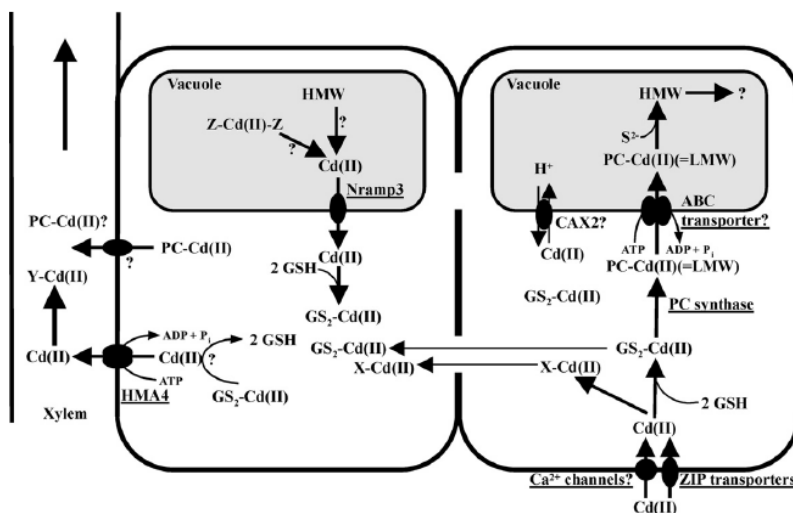 Vacuole
HMW
?
Z-Cd(II)-Z
?
Cd(II)
Nramp3
Cd(II)
2 GSH
GS2-Cd(II)
PC-Cd(II)?
?
PC-Cd(II)
Y-Cd(II)
Cd(II)
ADP + Pi
Cd(II)
?
2 GSH
ATP
HMA4
GS2-Cd(II)
Xylem
GS2-Cd(II)
X-Cd(II)
Vacuole
HMW
?
S2-
PC-Cd(II)(=LMW)
H+
CAX2?
Cd(II)
ABC
transporter?
ATP
ADP + Pi
PC-Cd(II)(=LMW)
GS2-Cd(II)
PC synthase
GS2-Cd(II)
X-Cd(II)
2 GSH
Cd(II)
Ca2+ channels?
ZIP transporters
Cd(II)